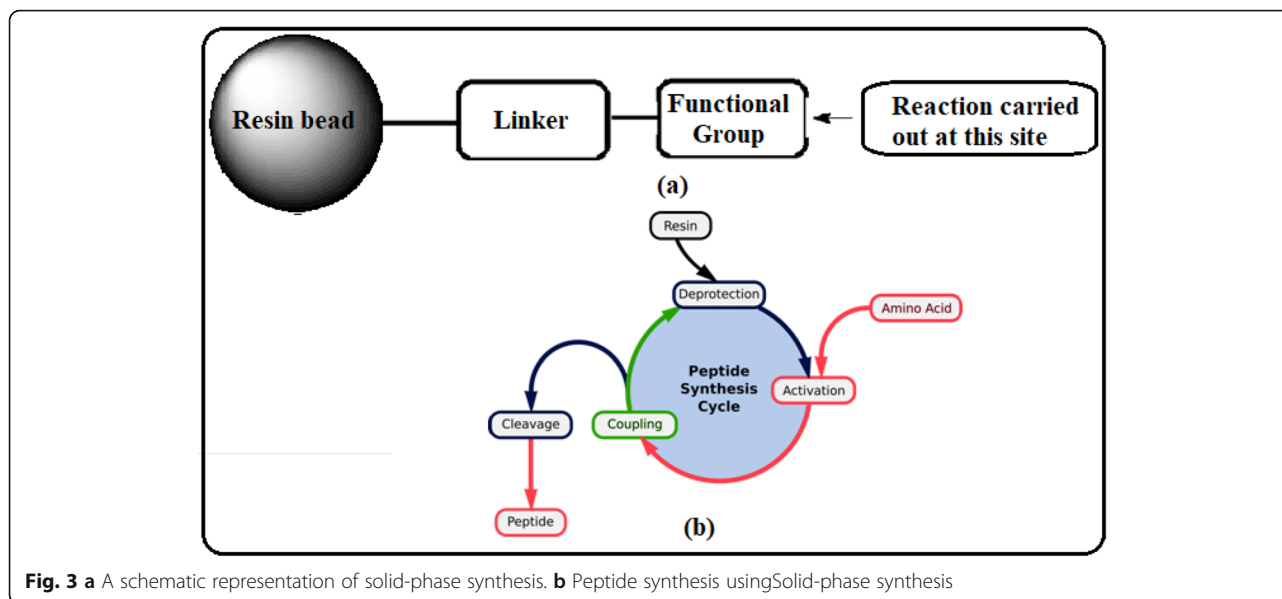 Resin bead
Linker
Functional
Group
Reaction carried
out at this site
(a)
Resin
Deprotection
Amino Acid
Peptide
Synthesis
Cycle
Activation
Cleavage
Coupling
Peptide
(b)
Fig. 3 a A schematic representation of solid-phase synthesis. b Peptide synthesis usingSolid-phase synthesis